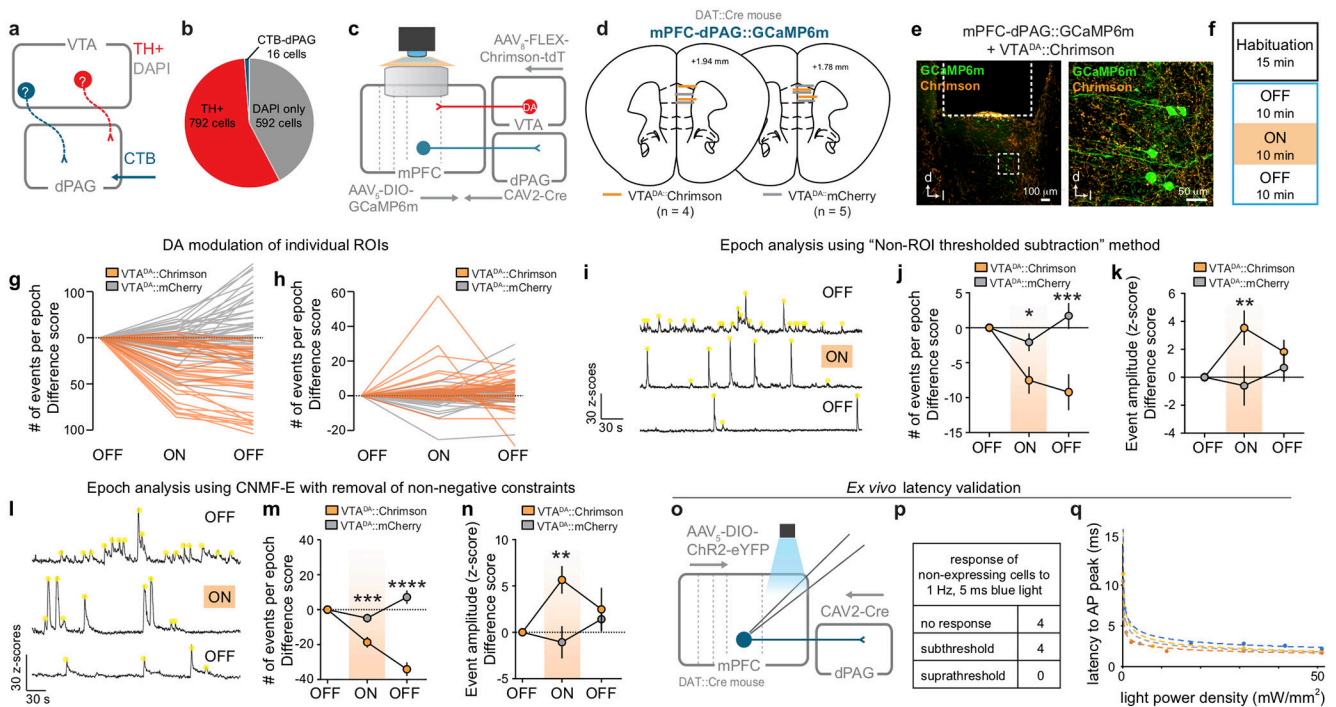 a
VTA
TH+
DAPI
?
?
CTB
dPAG
b
CTB-dPAG
16 cells
TH+
792 cells
DAPI only
592 cells
c
AAV8-FLEX-
Chrimson-tdT
DA
VTA
mPFC
dPAG
AAV5-DIO-
GCaMP6m
CAV2-Cre
d
DAT::Cre mouse
mPFC-dPAG::GCaMP6m
+1.94 mm
+1.78 mm
VTADA::Chrimson
(n = 4)
VTADA::mCherry
(n = 5)
e
mPFC-dPAG::GCaMP6m
+ VTADA::Chrimson
GCaMP6m
Chrimson
d
l
100 µm
GCaMP6m
Chrimson
d
l
50 µm
f
Habituation
15 min
OFF
10 min
ON
10 min
OFF
10 min
DA modulation of individual ROIs
g
VTADA::Chrimson
VTADA::mCherry
# of events per epoch
Difference score
100
50
0
50
100
OFF ON OFF
h
VTADA::Chrimson
VTADA::mCherry
# of events per epoch
Difference score
60
40
20
0
-20
OFF ON OFF
Epoch analysis using “Non-ROI thresholded subtraction” method
i
OFF
ON
OFF
30 z-scores
30 s
j
VTADA::Chrimson
VTADA::mCherry
# of events per epoch
Difference score
5
0
-5
-10
-15
*
***
OFF ON OFF
k
VTADA::Chrimson
VTADA::mCherry
Event amplitude (z-score)
Difference score
6
4
2
0
-2
-4
**
OFF ON OFF
Epoch analysis using CNMF-E with removal of non-negative constraints
l
OFF
ON
OFF
30 z-scores
30 s
m
VTADA::Chrimson
VTADA::mCherry
# of events per epoch
Difference score
40
20
0
-20
-40
***
****
OFF ON OFF
n
VTADA::Chrimson
VTADA::mCherry
Event amplitude (z-score)
Difference score
10
5
0
-5
**
OFF ON OFF
Ex vivo latency validation
o
AAV5-DIO-
ChR2-eYFP
CAV2-Cre
mPFC
DAT::Cre mouse
dPAG
p
response of
non-expressing cells to
1 Hz, 5 ms blue light
no response 4
subthreshold 4
suprathreshold 0
q
latency to AP peak (ms)
15
10
5
0
0 50
light power density (mW/mm2)